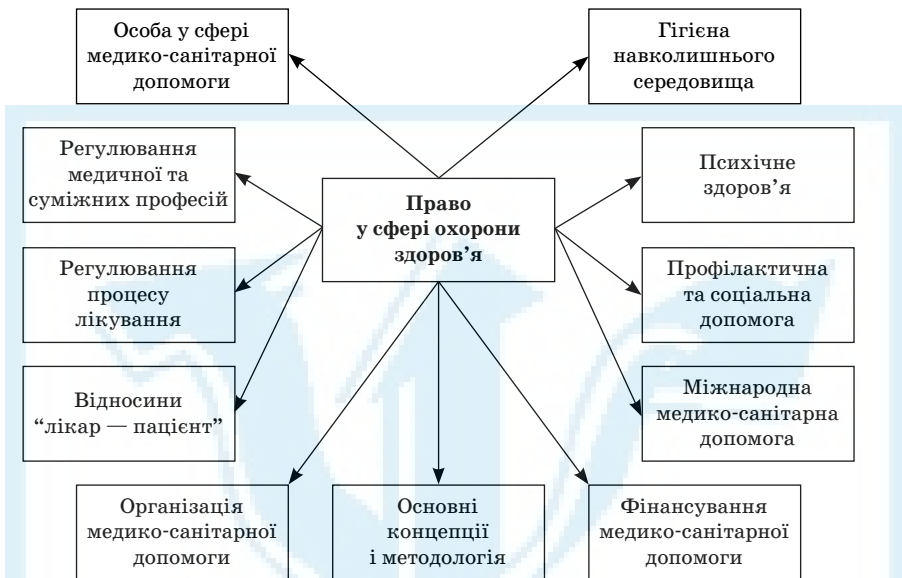 Особа у сфері
медико-санітарної
допомоги
Гігієна
навколишнього
середовища
Регулювання
медичної та
суміжних професій
Право
у сфері охорони
здоров’я
Психічне
здоров’я
Регулювання
процесу
лікування
Профілактична
та соціальна
допомога
Відносини
“лікар — пацієнт”
Міжнародна
медико-санітарна
допомога
Організація
медико-санітарної
допомоги
Основні
концепції
і методологія
Фінансування
медико-санітарної
допомоги